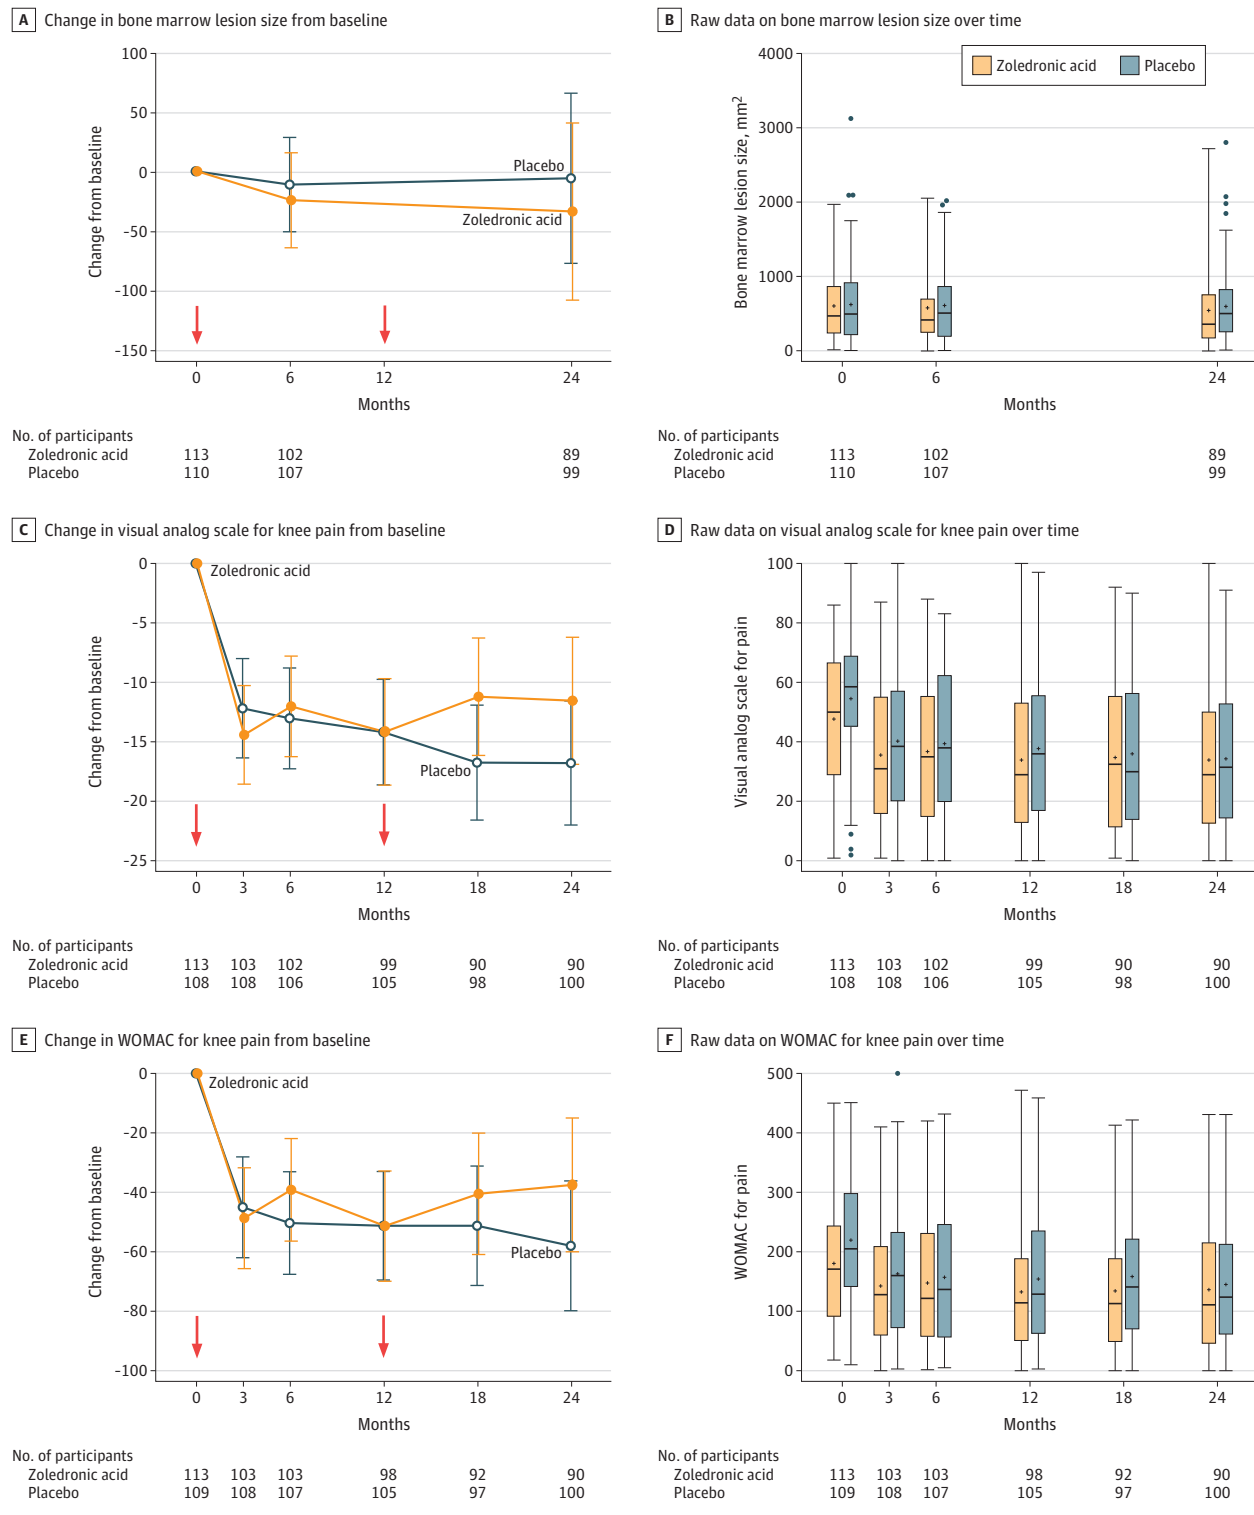 A Change in bone marrow lesion size from baseline
100
50
0
-50
-100
-150
Change from baseline
Placebo
Zoledronic acid
0 6 12 24
Months
No. of participants
Zoledronic acid 113 102 89
Placebo 110 107 99
B Raw data on bone marrow lesion size over time
Zoledronic acid Placebo
4000
3000
2000
1000
0
Bone marrow lesion size, mm²
0 6 24
Months
No. of participants
Zoledronic acid 113 102 89
Placebo 110 107 99
C Change in visual analog scale for knee pain from baseline
0
-5
-10
-15
-20
-25
Change from baseline
Zoledronic acid
Placebo
0 3 6 12 18 24
Months
No. of participants
Zoledronic acid 113 103 102 99 90 90
Placebo 108 108 106 105 98 100
D Raw data on visual analog scale for knee pain over time
100
80
60
40
20
0
Visual analog scale for pain
0 3 6 12 18 24
Months
No. of participants
Zoledronic acid 113 103 102 99 90 90
Placebo 108 108 106 105 98 100
E Change in WOMAC for knee pain from baseline
0
-20
-40
-60
-80
-100
Change from baseline
Zoledronic acid
Placebo
0 3 6 12 18 24
Months
No. of participants
Zoledronic acid 113 103 103 98 92 90
Placebo 109 108 107 105 97 100
F Raw data on WOMAC for knee pain over time
500
400
300
200
100
0
WOMAC for pain
0 3 6 12 18 24
Months
No. of participants
Zoledronic acid 113 103 103 98 92 90
Placebo 109 108 107 105 97 100